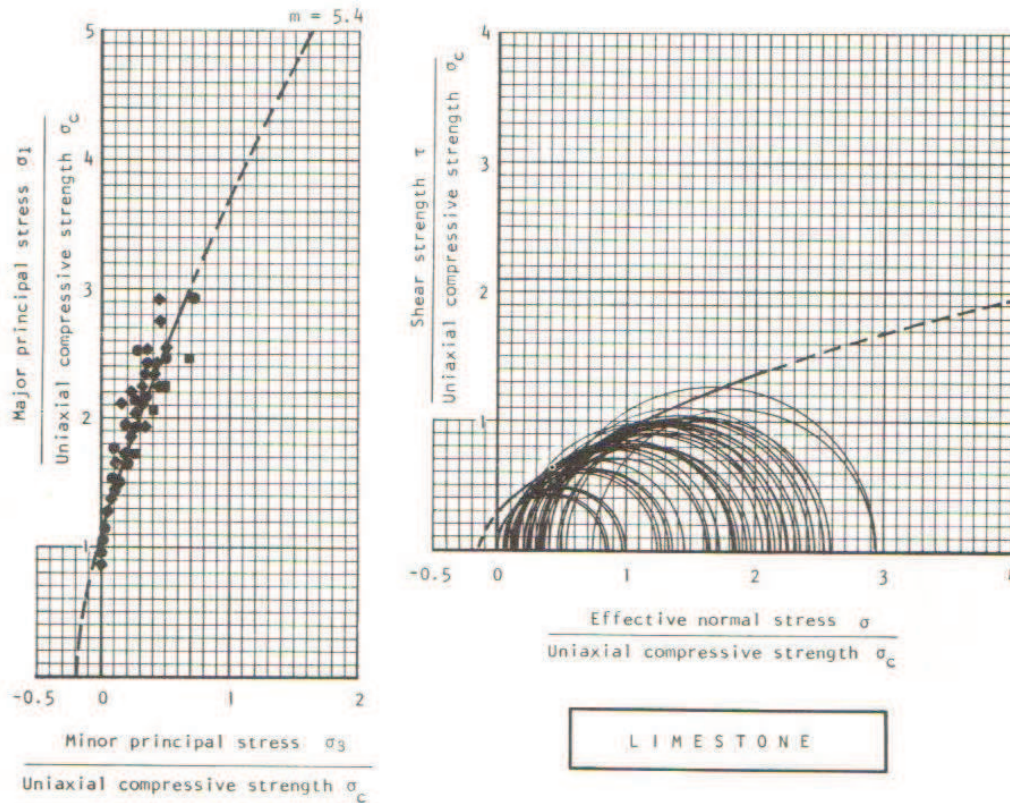 m = 5.4
5
4
3
2
1
-0.5
0
1
2
Major principal stress σ1
Uniaxial compressive strength σc
Minor principal stress σ3
Uniaxial compressive strength σc
4
3
2
1
-0.5
0
1
2
3
4
Shear strength τ
Uniaxial compressive strength σc
Effective normal stress σ
Uniaxial compressive strength σc
LIMESTONE